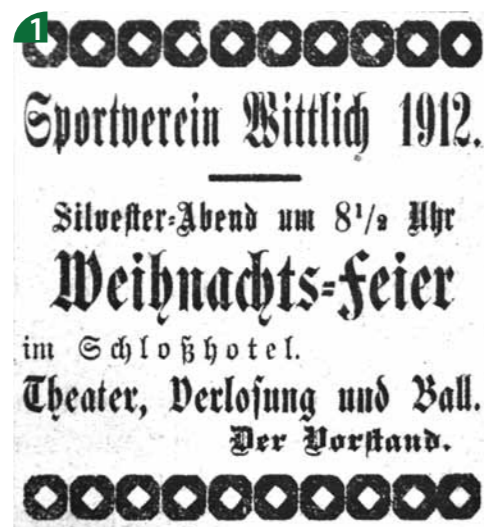 1
Sportverein Wittlich 1912.
Silvester-Abend um 8½ Uhr
Weihnachts-Feier
im Schloßhotel.
Theater, Verlosung und Ball.
Der Vorstand.